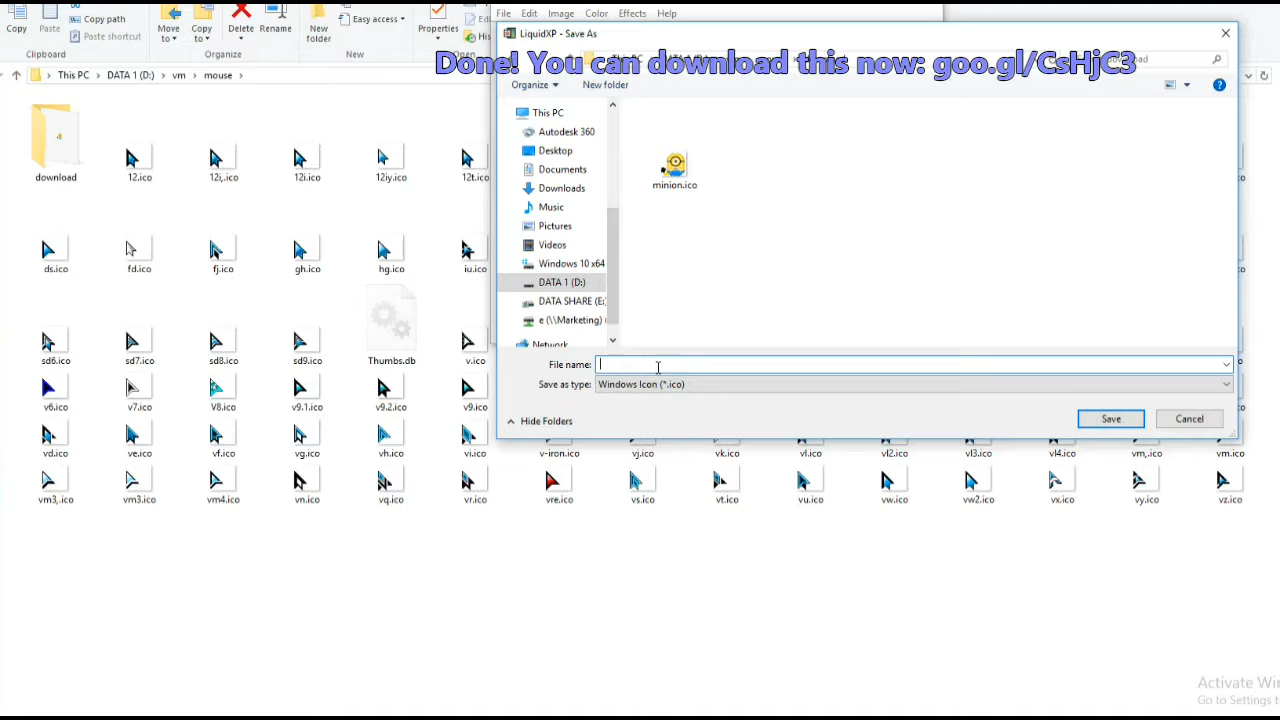 File Edit Image Color Effects Help
Copy Paste Copy path Paste shortcut Move to Copy to Delete Rename New folder Easy access Properties
Clipboard Organize New
This PC DATA 1 (D:) vm mouse
LiquidXP - Save As
Done! You can download this now: goo.gl/CsHjC3
Organize New folder
This PC
Autodesk 360
Desktop
Documents
Downloads
Music
Pictures
Videos
Windows 10 x64
DATA 1 (D:)
DATA SHARE (E:)
e (\\Marketing)
Network
minion.ico
File name:
Save as type: Windows Icon (*.ico)
Hide Folders Save Cancel
download 12.ico 12i,.ico 12i.ico 12iy.ico 12t.ico
ds.ico fd.ico fj.ico gh.ico hg.ico iu.ico
sd6.ico sd7.ico sd8.ico sd9.ico Thumbs.db v.ico
v6.ico v7.ico V8.ico v9.1.ico v9.2.ico v9.ico
vd.ico ve.ico vf.ico vg.ico vh.ico vi.ico v-iron.ico vj.ico vk.ico vl.ico vl2.ico vl3.ico vl4.ico vm,.ico vm.ico
vm3,.ico vm3.ico vm4.ico vn.ico vq.ico vr.ico vre.ico vs.ico vt.ico vu.ico vw.ico vw2.ico vx.ico vy.ico vz.ico
Activate Wi
Go to Settings t